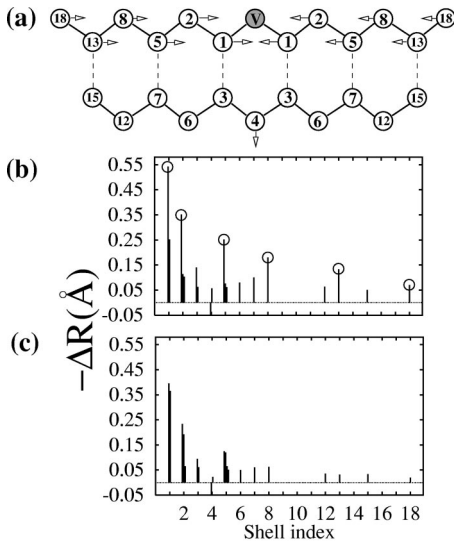 (a)
18 8 2 V 2 8 18
13 5 1 1 5 13
15 7 3 3 7 15
12 6 4 6 12
(b)
0.55
0.45
0.35
0.25
0.15
0.05
-0.05
(c)
0.55
0.45
0.35
0.25
0.15
0.05
-0.05
−ΔR(Å)
2 4 6 8 10 12 14 16 18
Shell index